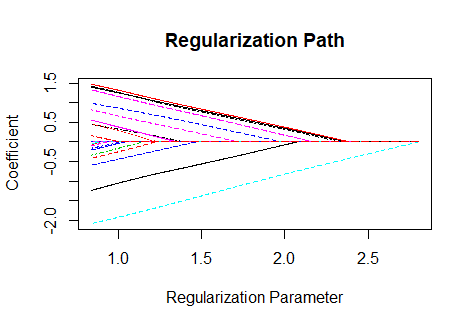 Regularization Path
Coefficient
1.5
0.5
-0.5
-2.0
1.0 1.5 2.0 2.5
Regularization Parameter